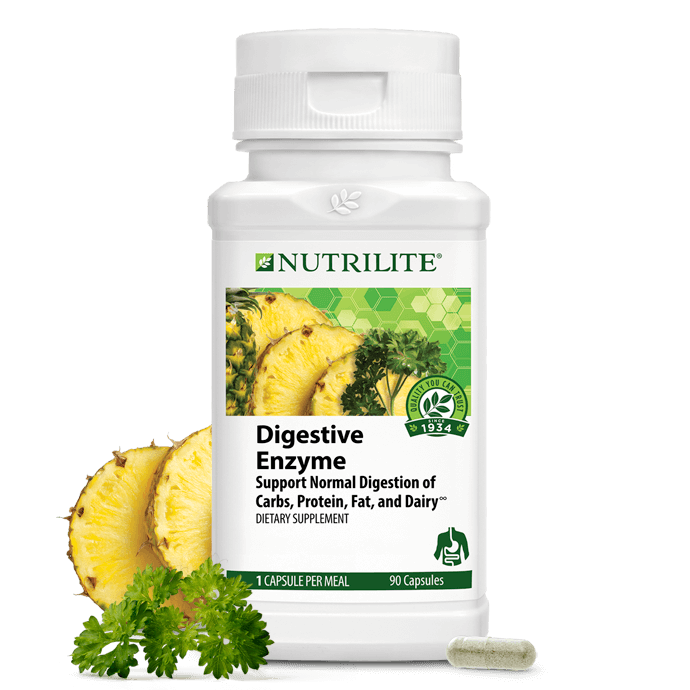 NUTRILITE®
QUALITY YOU CAN TRUST
SINCE
1934
Digestive
Enzyme
Support Normal Digestion of
Carbs, Protein, Fat, and Dairy∞
DIETARY SUPPLEMENT
1 CAPSULE PER MEAL 90 Capsules